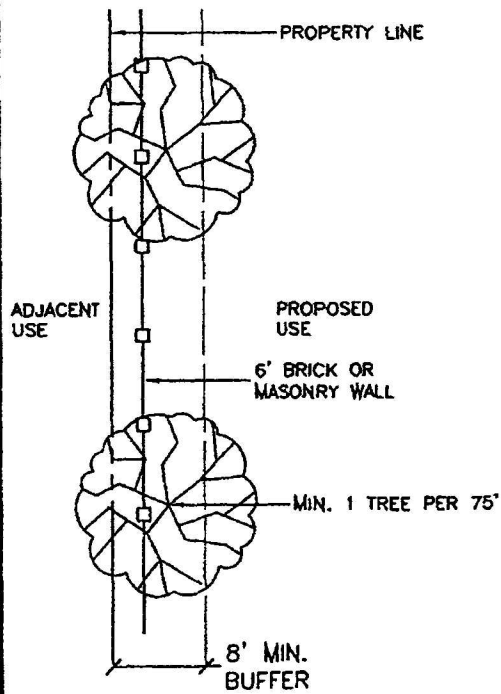 PROPERTY LINE
ADJACENT
USE
PROPOSED
USE
6' BRICK OR
MASONRY WALL
MIN. 1 TREE PER 75'
8' MIN.
BUFFER